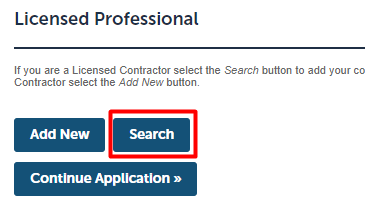 Licensed Professional
If you are a Licensed Contractor select the Search button to add your co
Contractor select the Add New button.
Add New
Search
Continue Application »